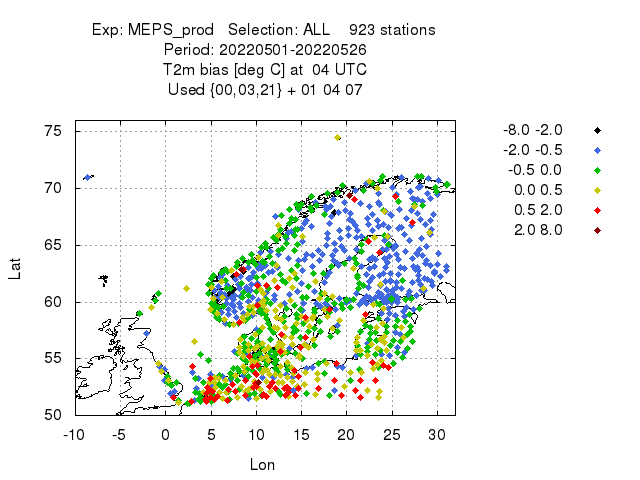 Exp: MEPS_prod   Selection: ALL    923 stations
Period: 20220501-20220526
T2m bias [deg C] at  04 UTC
Used {00,03,21} + 01 04 07
75
70
65
60
55
50
-10 -5 0 5 10 15 20 25 30
Lat
Lon
-8.0 -2.0
-2.0 -0.5
-0.5 0.0
0.0 0.5
0.5 2.0
2.0 8.0